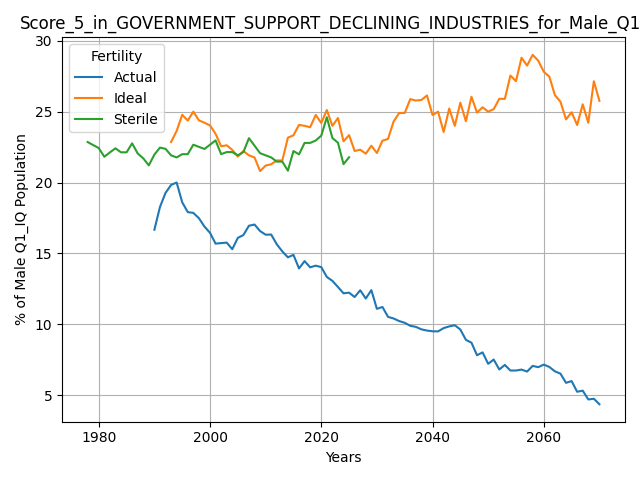 Score_5_in_GOVERNMENT_SUPPORT_DECLINING_INDUSTRIES_for_Male_Q1
30
25
20
15
10
5
% of Male Q1_IQ Population
Fertility
Actual
Ideal
Sterile
1980
2000
2020
2040
2060
Years